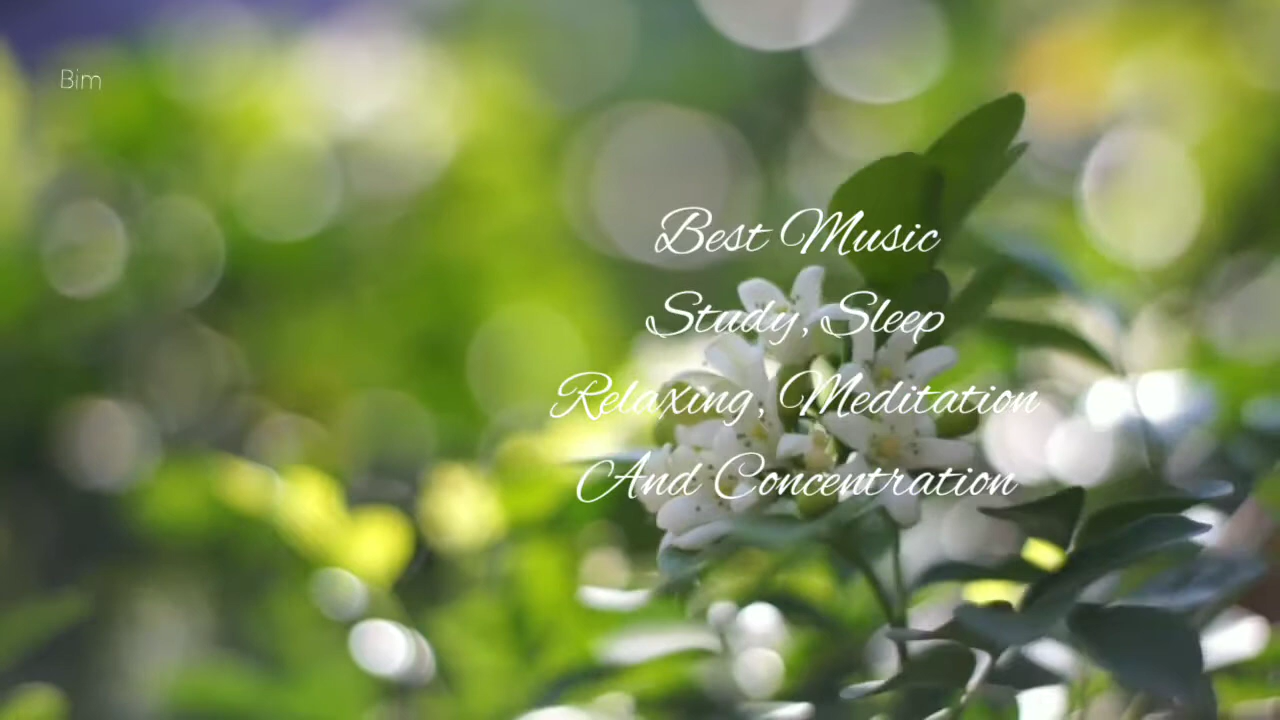 Bim
Best Music
Study, Sleep
Relaxing, Meditation
And Concentration